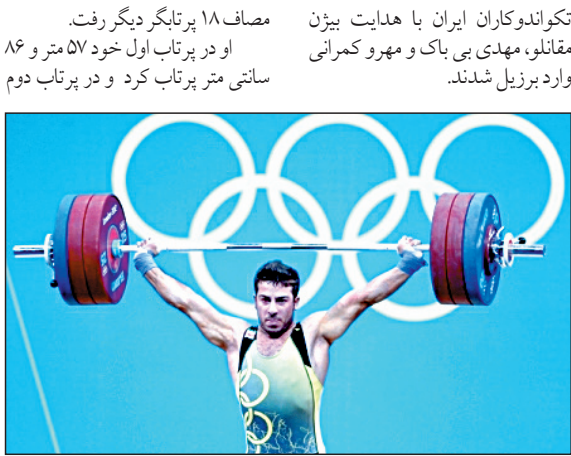 تکواندوکاران ایران با هدایت بیژن
مقانلو، مهدی بی باک و مهرو کمرانی
وارد برزیل شدند.
مصاف ۱۸ پرتابگر دیگر رفت.
او در پرتاب اول خود ۵۷ متر و ۸۶
سانتی متر پرتاب کرد و در پرتاب دوم